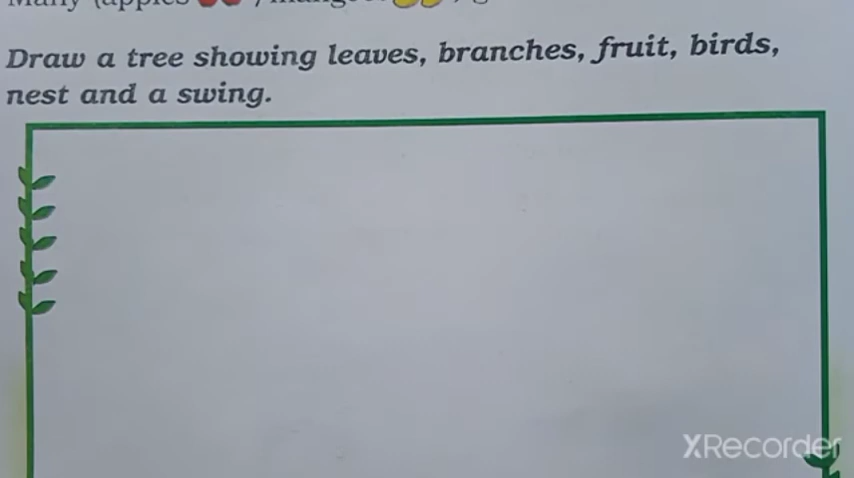 Draw a tree showing leaves, branches, fruit, birds,
nest and a swing.
XRecorder